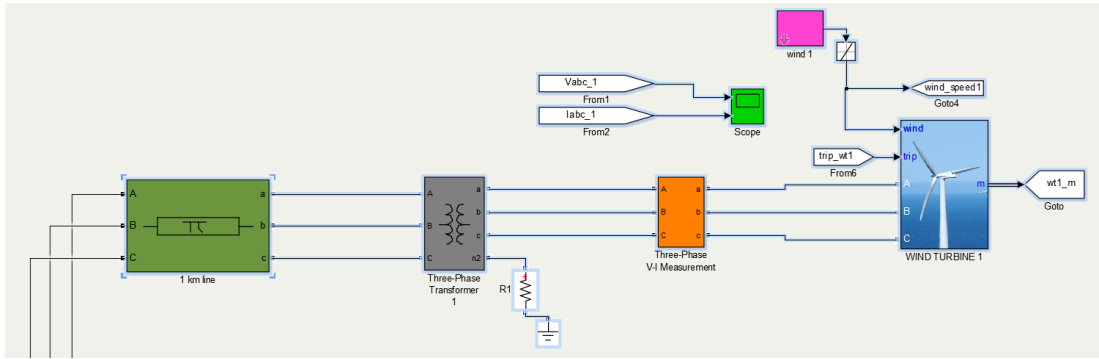 wind 1
Vabc_1
From1
Iabc_1
From2
Scope
wind_speed1
Goto4
wind
trip_wt1
From6
trip
A
B
C
m
WIND TURBINE 1
wt1_m
Goto
A
B
C
a
b
c
1 km line
A
B
C
a
b
c
n2
Three-Phase
Transformer
1
R1
+
A
B
C
a
b
c
Three-Phase
V-I Measurement